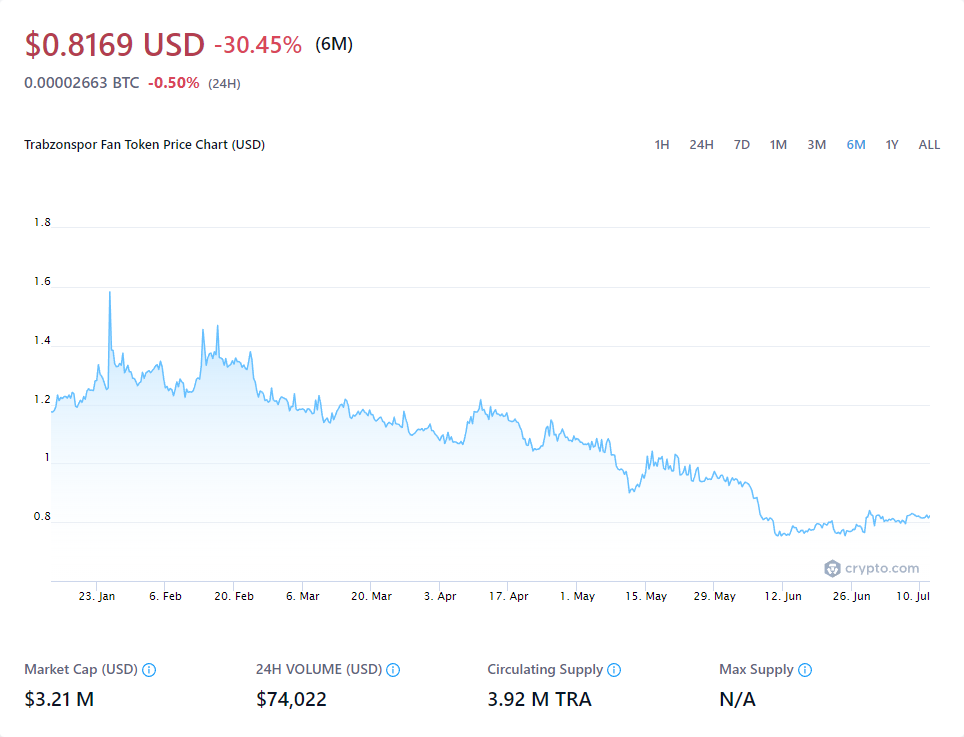 $0.8169 USD -30.45% (6M)
0.00002663 BTC -0.50% (24H)
Trabzonspor Fan Token Price Chart (USD)
1H 24H 7D 1M 3M 6M 1Y ALL
1.8
1.6
1.4
1.2
1
0.8
crypto.com
23. Jan 6. Feb 20. Feb 6. Mar 20. Mar 3. Apr 17. Apr 1. May 15. May 29. May 12. Jun 26. Jun 10. Jul
Market Cap (USD) 24H VOLUME (USD) Circulating Supply Max Supply
$3.21 M $74,022 3.92 M TRA N/A